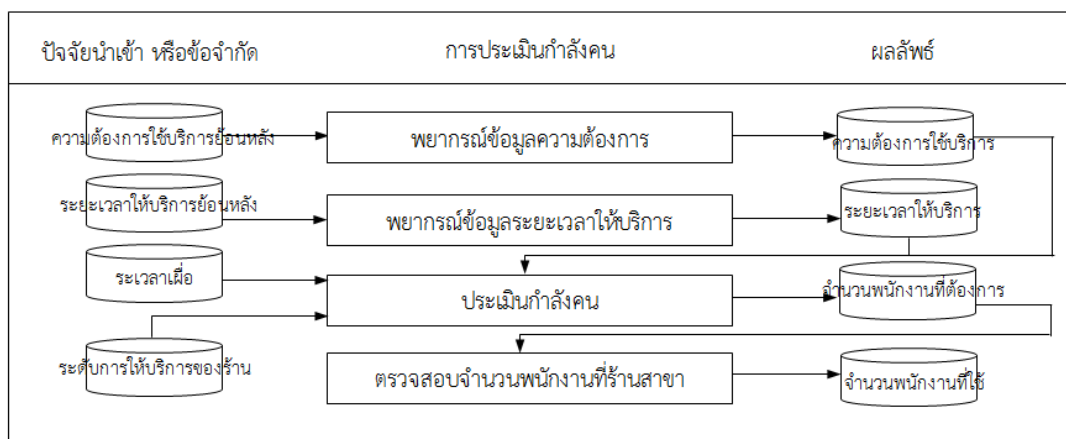 ปัจจัยนำเข้า หรือข้อจำกัด
การประเมินกำลังคน
ผลลัพธ์
ความต้องการใช้บริการย้อนหลัง
พยากรณ์ข้อมูลความต้องการ
ความต้องการใช้บริการ
ระยะเวลาให้บริการย้อนหลัง
พยากรณ์ข้อมูลระยะเวลาให้บริการ
ระยะเวลาให้บริการ
ระเวลาเผื่อ
ประเมินกำลังคน
จำนวนพนักงานที่ต้องการ
ระดับการให้บริการของร้าน
ตรวจสอบจำนวนพนักงานที่ร้านสาขา
จำนวนพนักงานที่ใช้